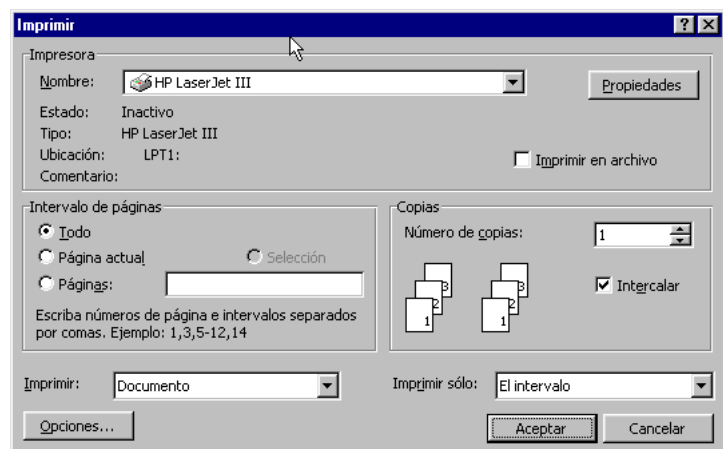 Imprimir
Impresora
Nombre: HP LaserJet III Propiedades
Estado: Inactivo
Tipo: HP LaserJet III
Ubicación: LPT1:
Imprimir en archivo
Comentario:
Intervalo de páginas
Todo
Página actual Selección
Páginas:
Escriba números de página e intervalos separados
por comas. Ejemplo: 1,3,5-12,14
Copias
Número de copias: 1
3 3
2 2
1 1
Intercalar
Imprimir: Documento Imprimir sólo: El intervalo
Opciones... Aceptar Cancelar